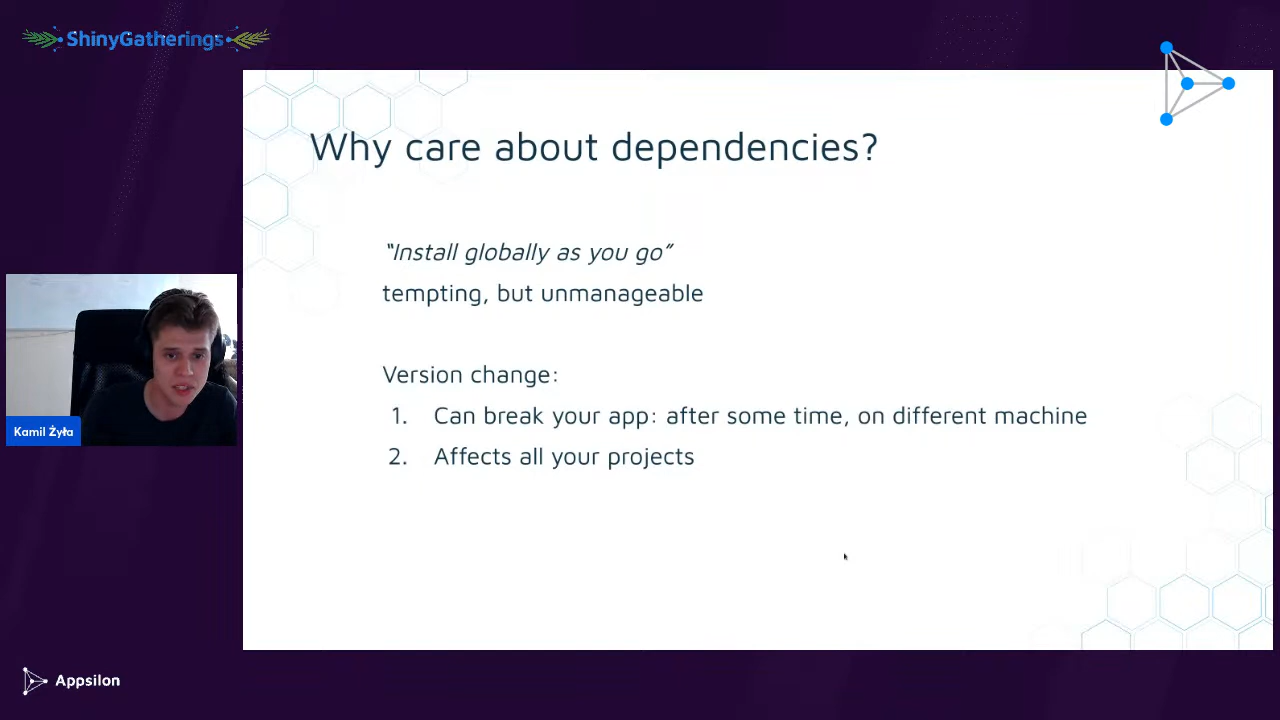 ShinyGatherings
Why care about dependencies?
“Install globally as you go”
tempting, but unmanageable
Version change:
1. Can break your app: after some time, on different machine
2. Affects all your projects
Kamil Żyła
Appsilon